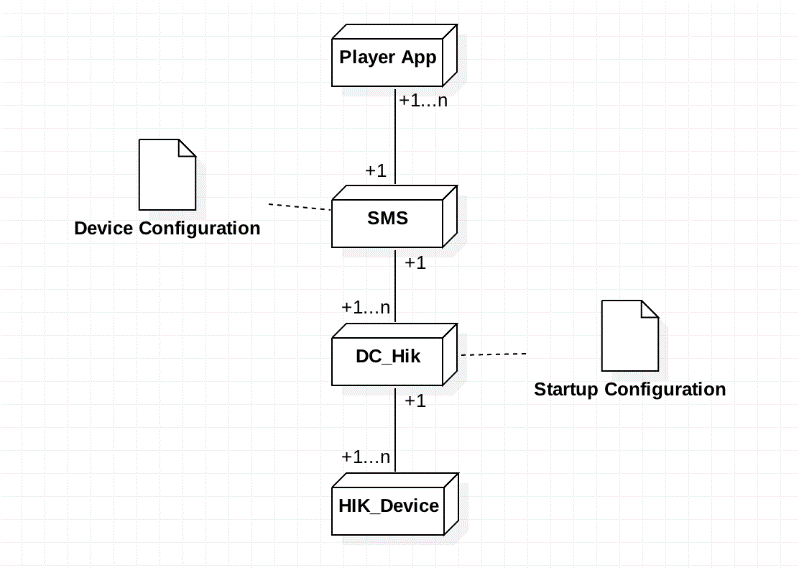 Player App
+1...n
+1
Device Configuration
SMS
+1
+1...n
DC_Hik
Startup Configuration
+1
+1...n
HIK_Device